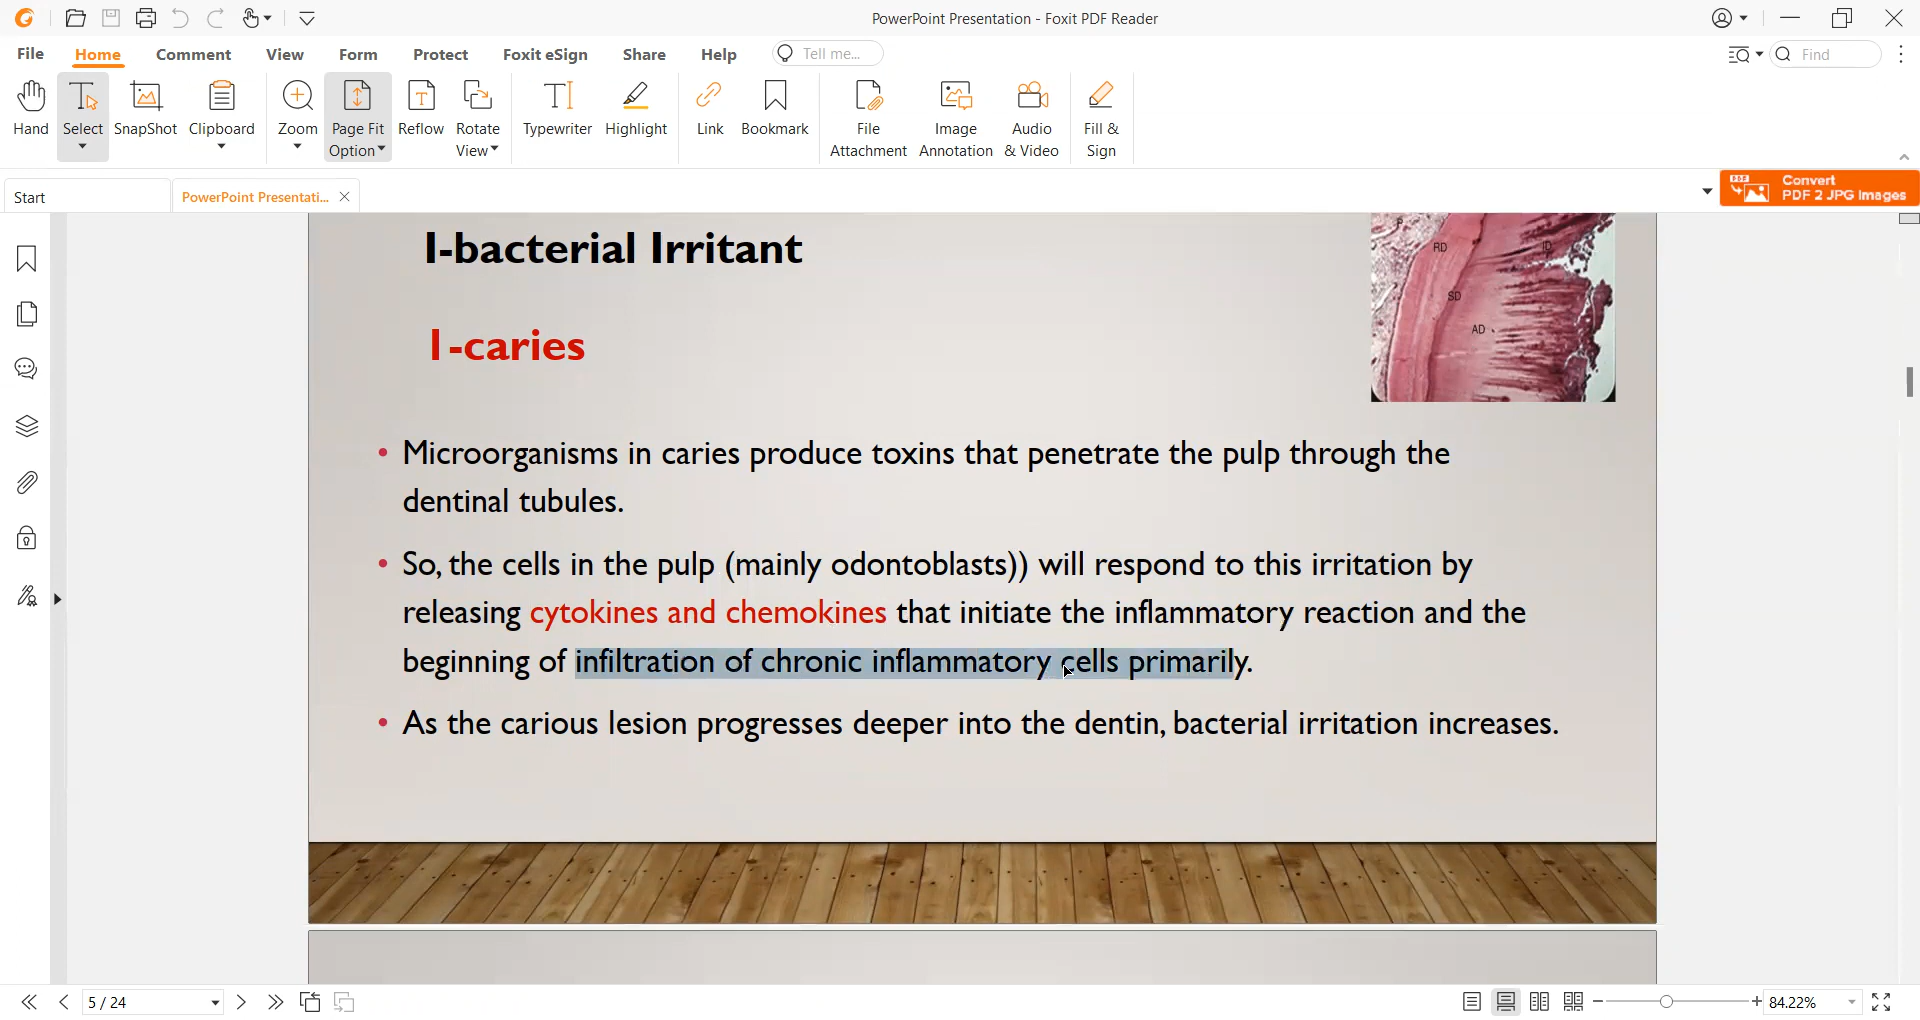 PowerPoint Presentation - Foxit PDF Reader
File Home Comment View Form Protect Foxit eSign Share Help Tell me... Find
Hand Select SnapShot Clipboard Zoom Page Fit Option Reflow Rotate View Typewriter Highlight Link Bookmark File Attachment Image Annotation Audio & Video Fill & Sign
Start PowerPoint Presentati... PDF Convert
PDF 2 JPG Images
I-bacterial Irritant
1-caries
P RD ID
SD
AD
• Microorganisms in caries produce toxins that penetrate the pulp through the
dentinal tubules.
• So, the cells in the pulp (mainly odontoblasts)) will respond to this irritation by
releasing cytokines and chemokines that initiate the inflammatory reaction and the
beginning of infiltration of chronic inflammatory cells primarily.
• As the carious lesion progresses deeper into the dentin, bacterial irritation increases.
5 / 24 84.22%